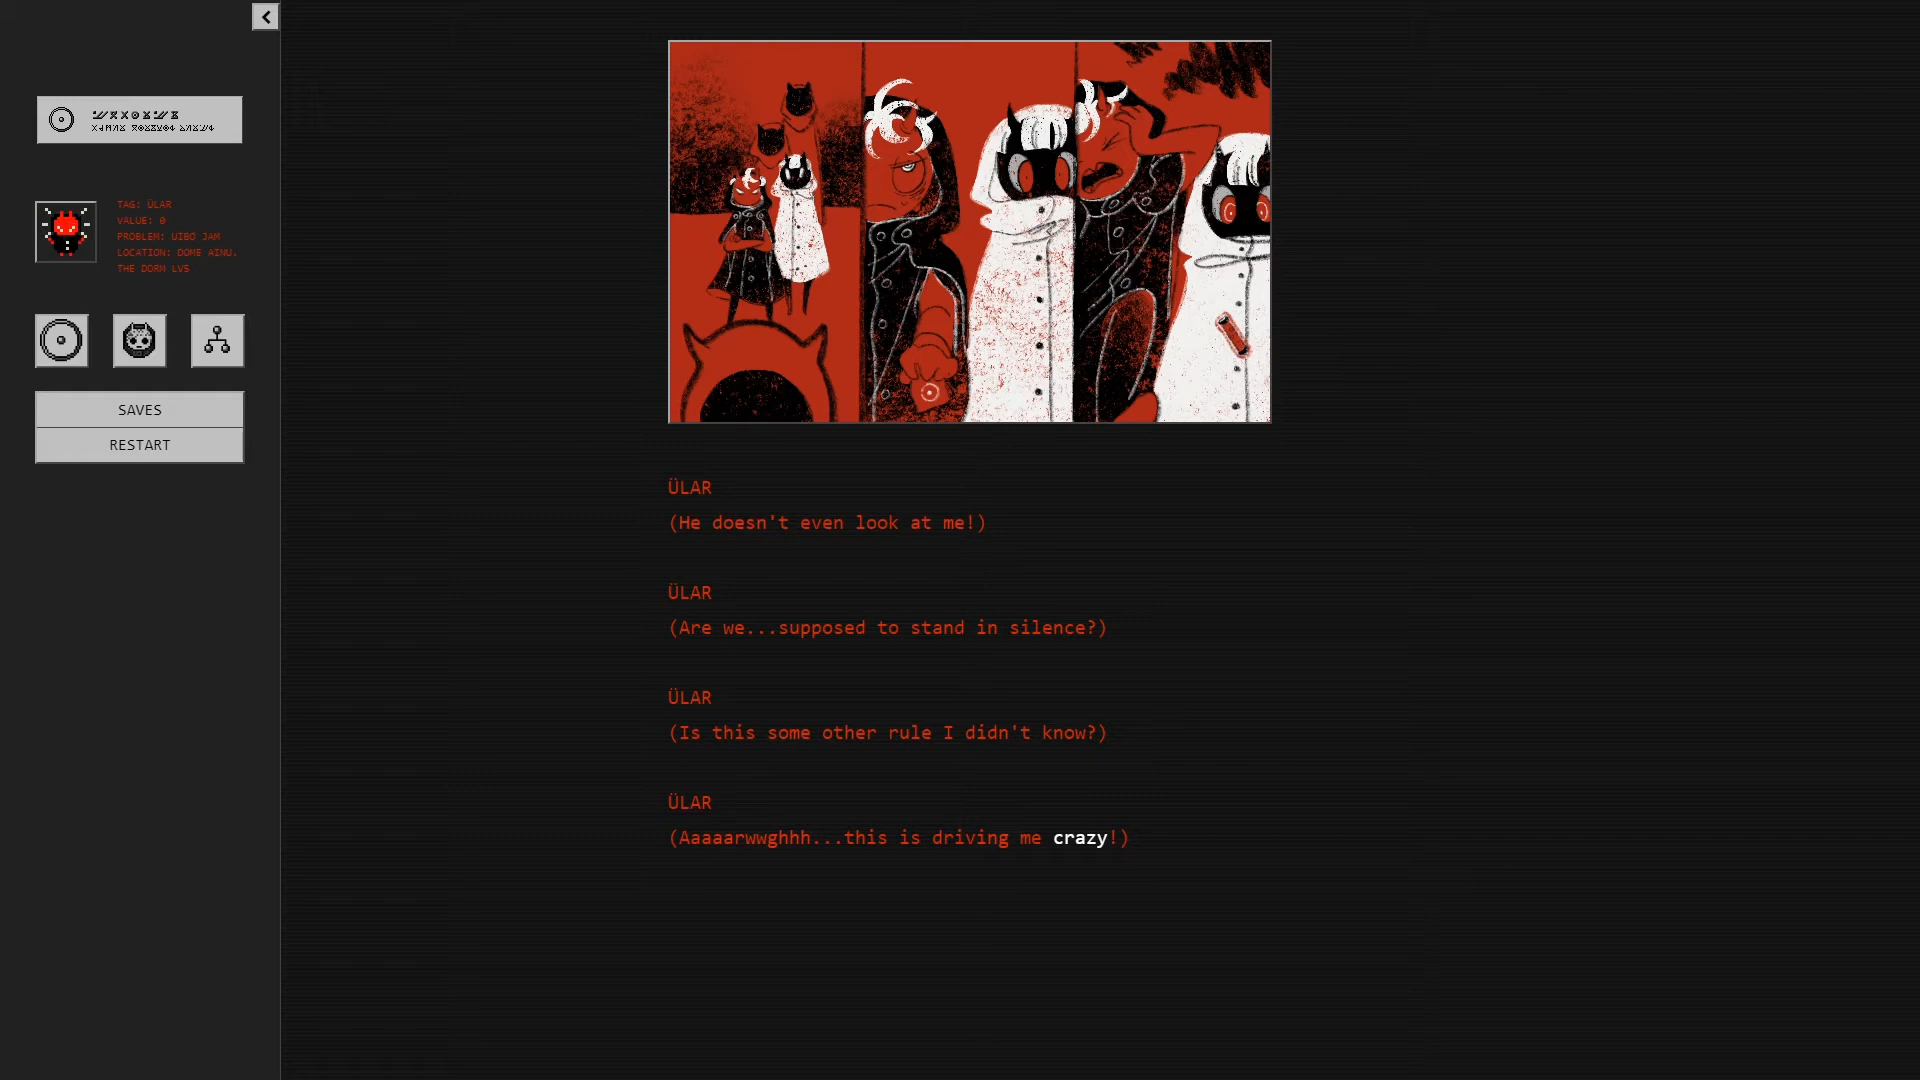 TAG: ÜLAR
VALUE: 0
PROBLEM: UIBO JAM
LOCATION: DOME AINU.
THE DORM LV5
SAVES
RESTART
ÜLAR
(He doesn't even look at me!)
ÜLAR
(Are we...supposed to stand in silence?)
ÜLAR
(Is this some other rule I didn't know?)
ÜLAR
(Aaaaarwwghhh...this is driving me crazy!)